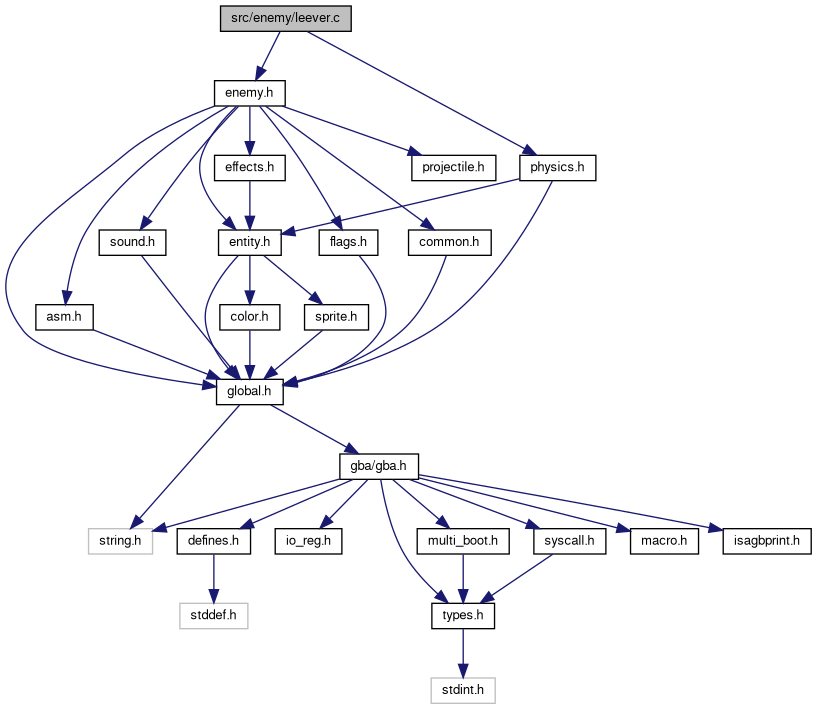 src/enemy/leever.c
enemy.h
effects.h
projectile.h
physics.h
sound.h
entity.h
flags.h
common.h
asm.h
color.h
sprite.h
global.h
gba/gba.h
string.h
defines.h
io_reg.h
multi_boot.h
syscall.h
macro.h
isagbprint.h
stddef.h
types.h
stdint.h